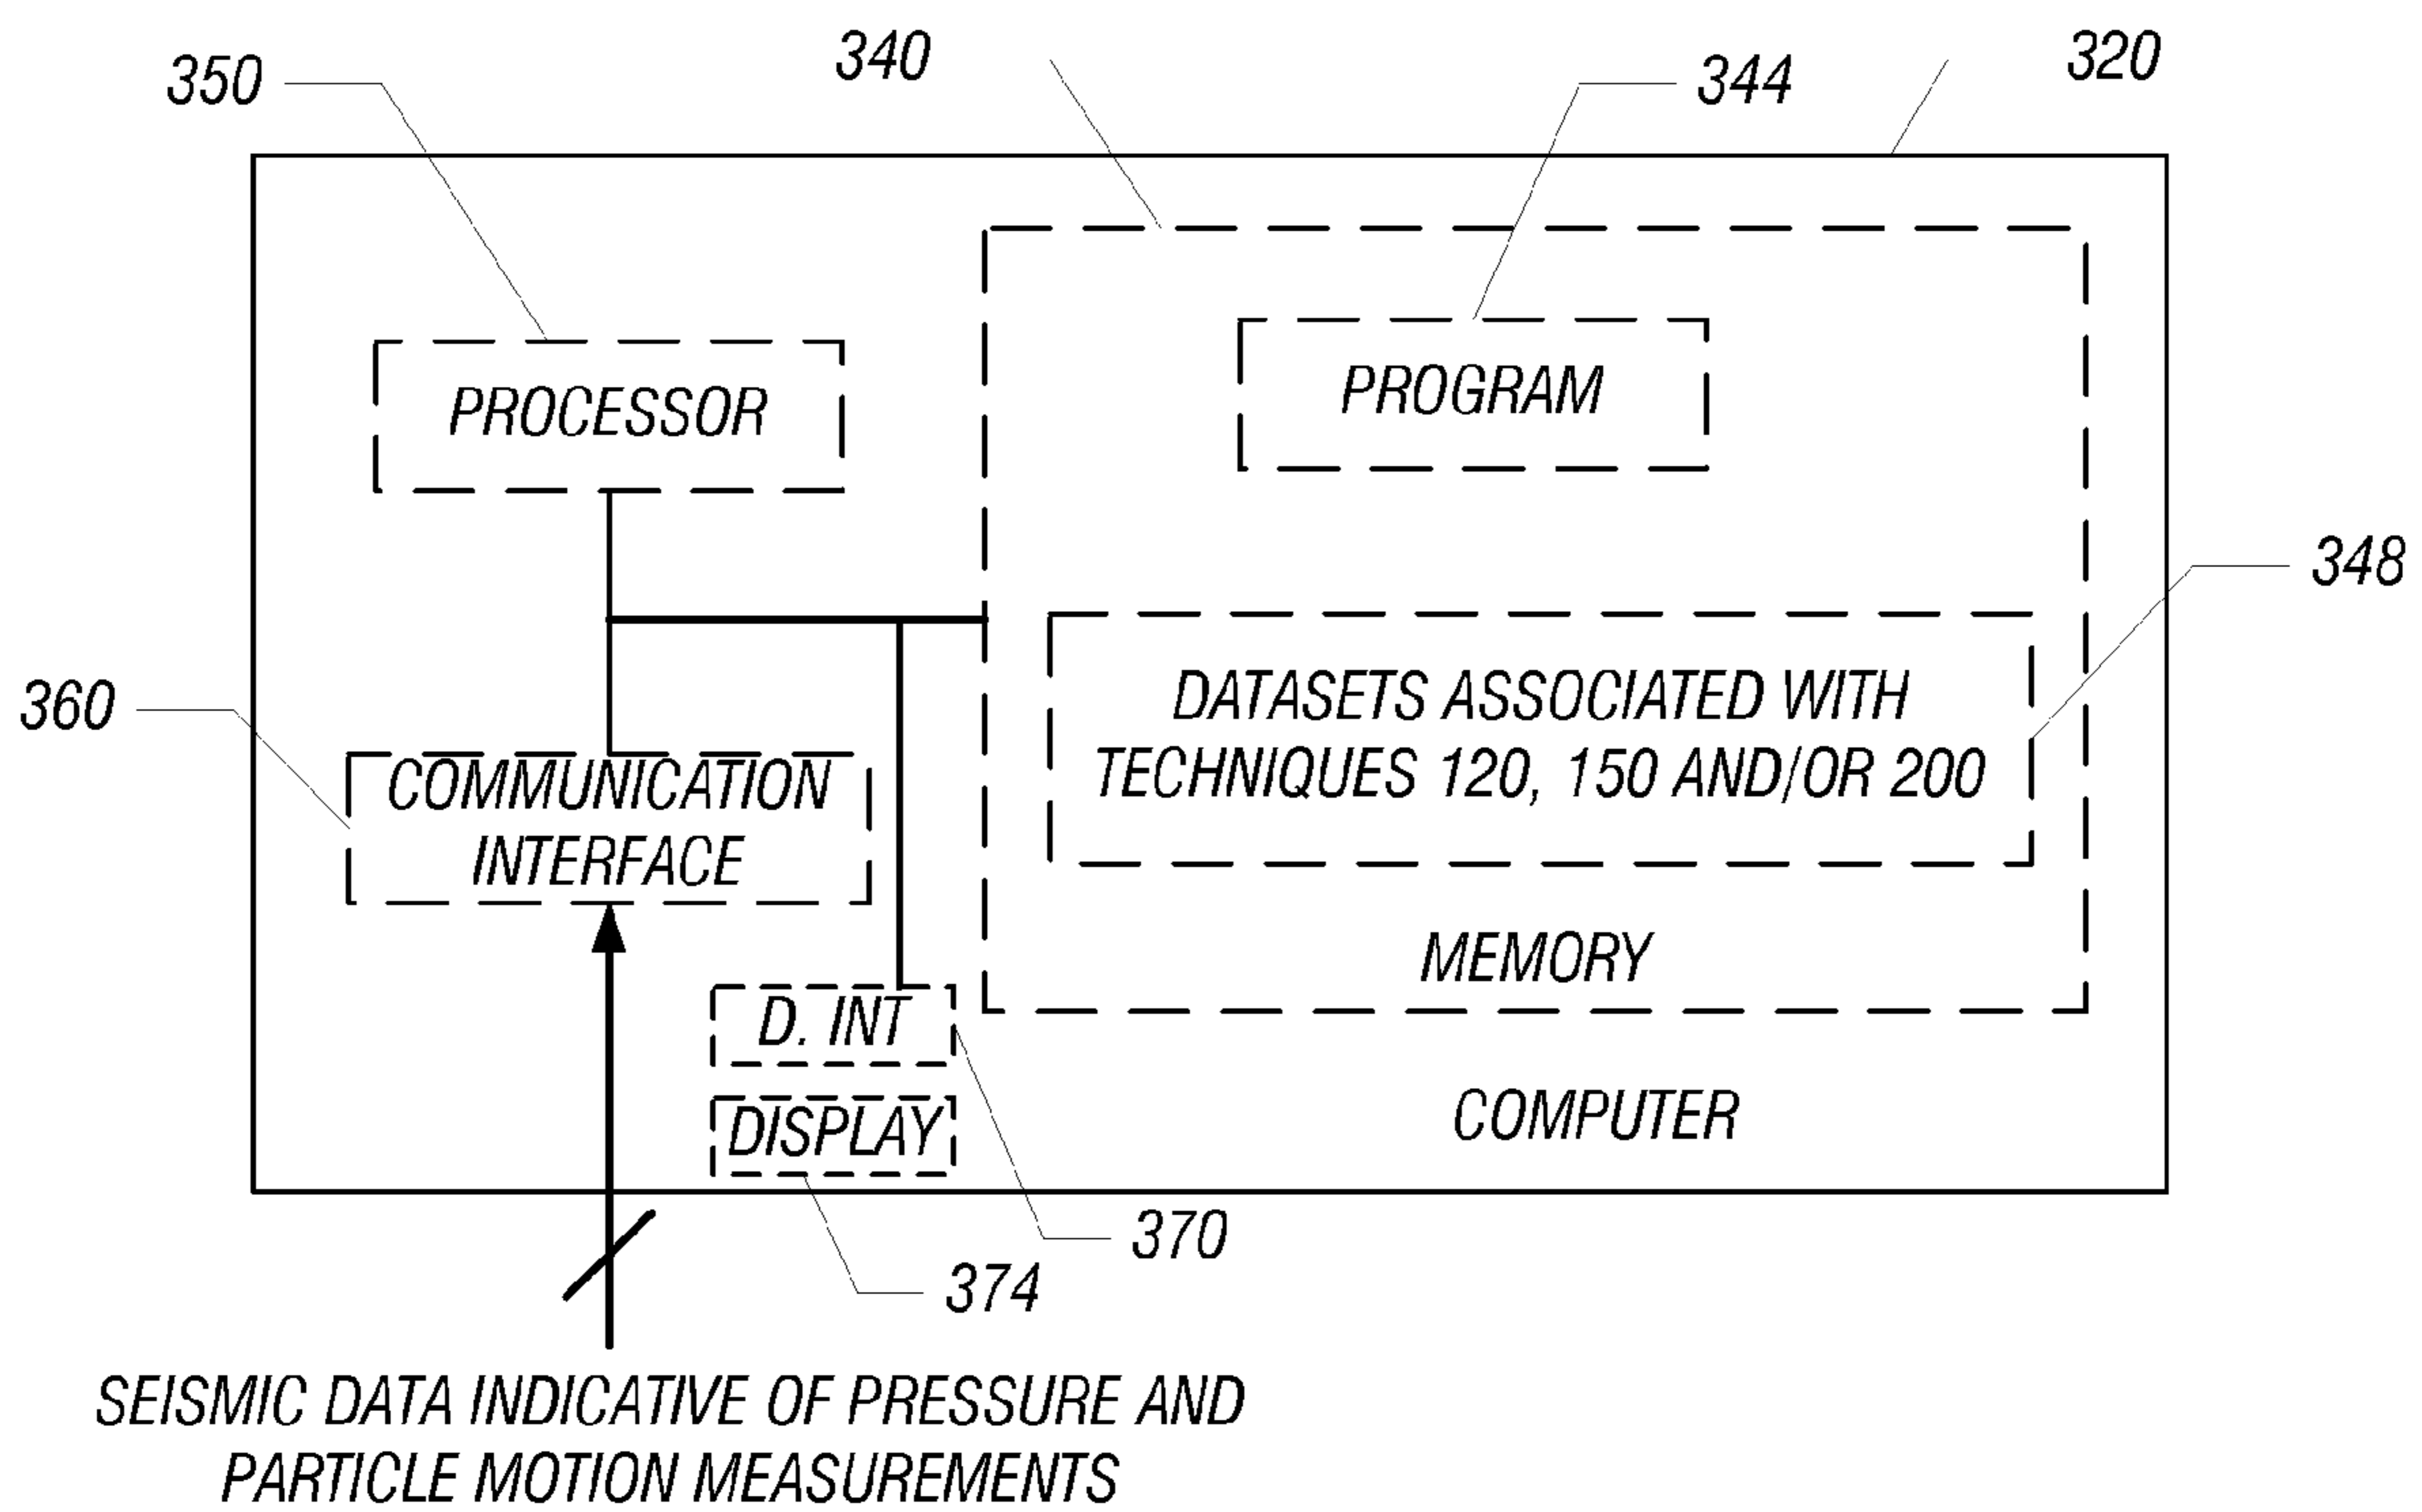 340
320
350
344
PROCESSOR
PROGRAM
348
360
DATASETS ASSOCIATED WITH
TECHNIQUES 120, 150 AND/OR 200
COMMUNICATION
INTERFACE
MEMORY
D. INT
DISPLAY
COMPUTER
370
374
SEISMIC DATA INDICATIVE OF PRESSURE AND
PARTICLE MOTION MEASUREMENTS